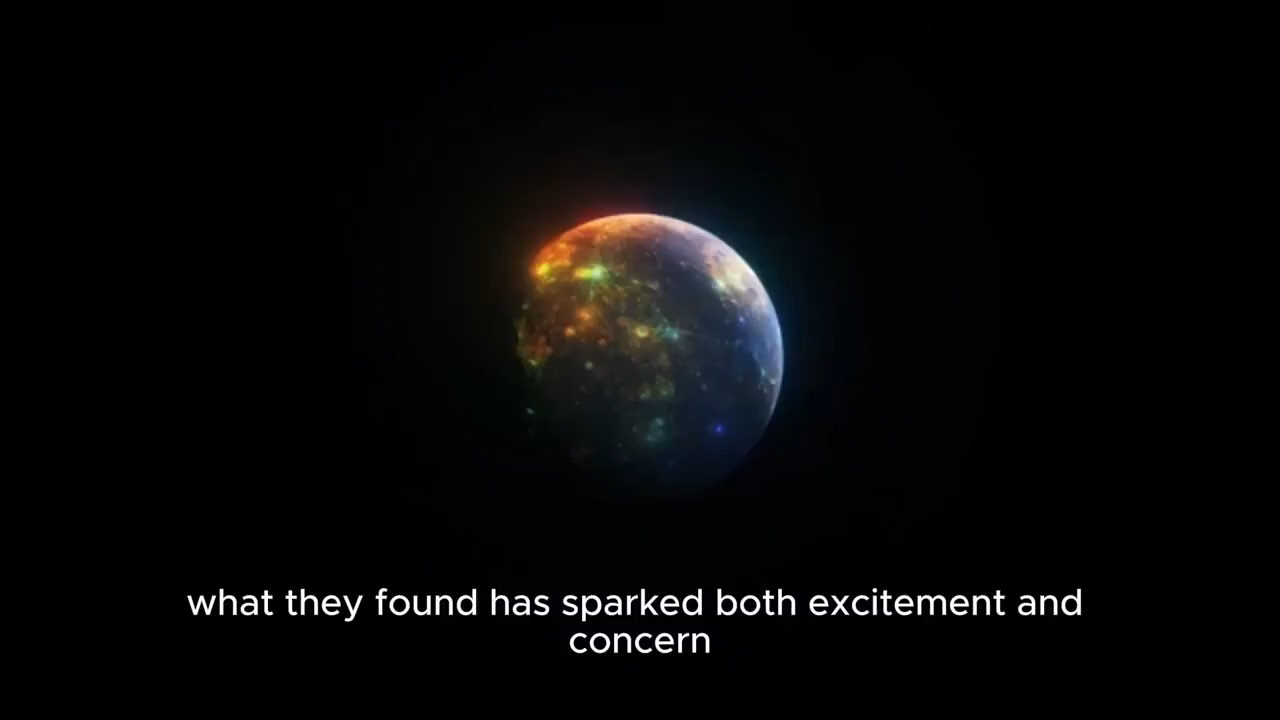 what they found has sparked both excitement and
concern